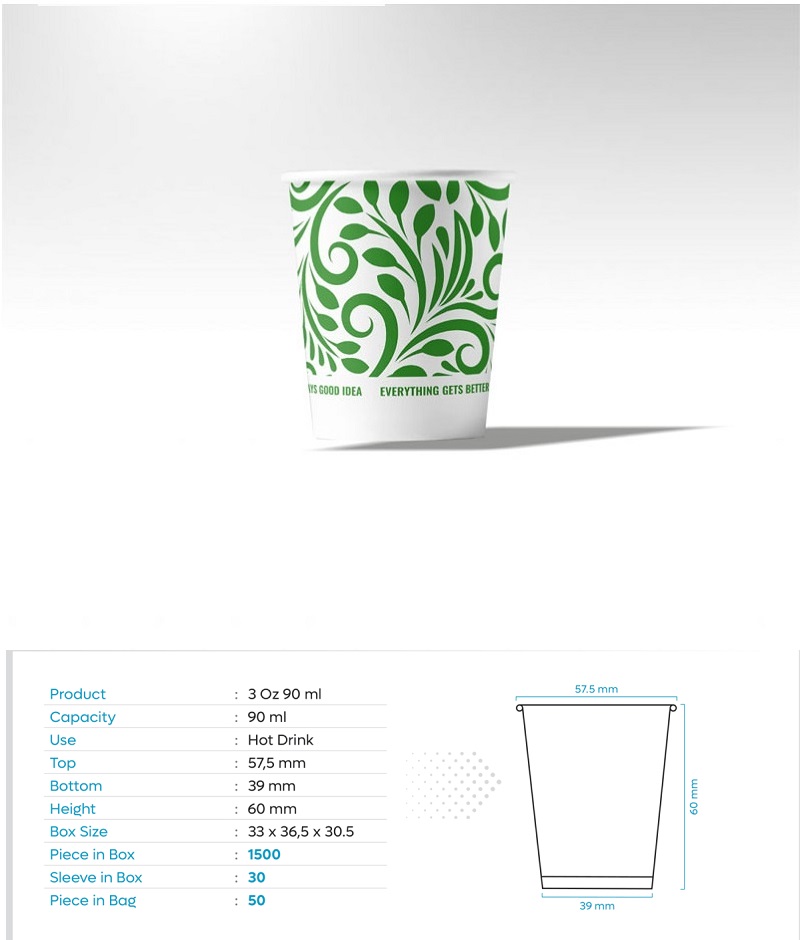 YS GOOD IDEA EVERYTHING GETS BETTER
Product : 3 Oz 90 ml
Capacity : 90 ml
Use : Hot Drink
Top : 57,5 mm
Bottom : 39 mm
Height : 60 mm
Box Size : 33 x 36,5 x 30.5
Piece in Box : 1500
Sleeve in Box : 30
Piece in Bag : 50
57.5 mm
60 mm
39 mm